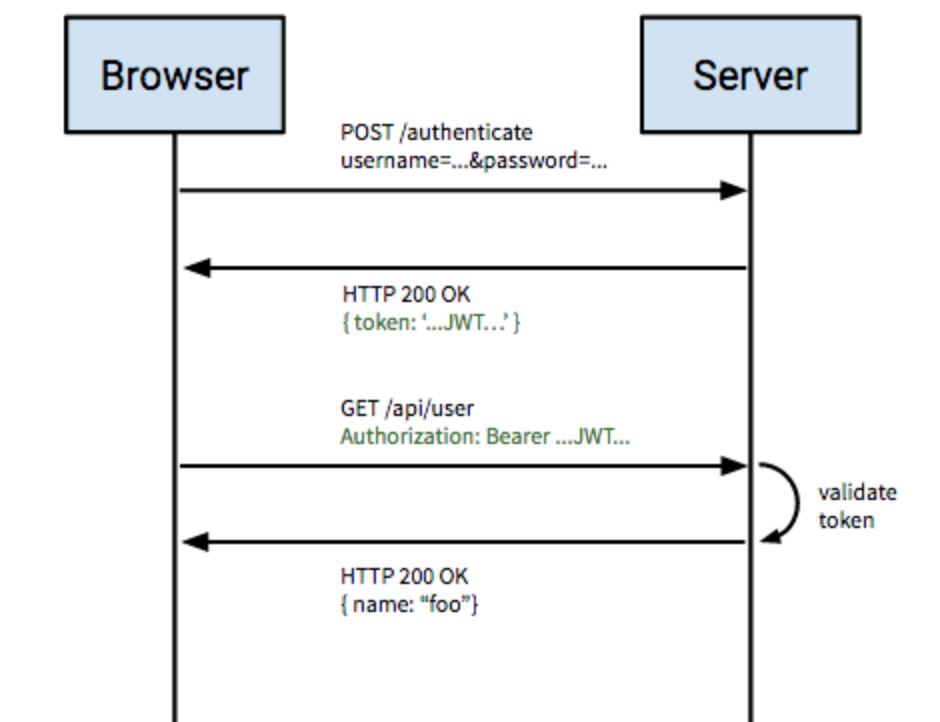 Browser
Server
POST /authenticate
username=...&password=...
HTTP 200 OK
{ token: ‘...JWT...’ }
GET /api/user
Authorization: Bearer ...JWT...
validate
token
HTTP 200 OK
{ name: “foo”}